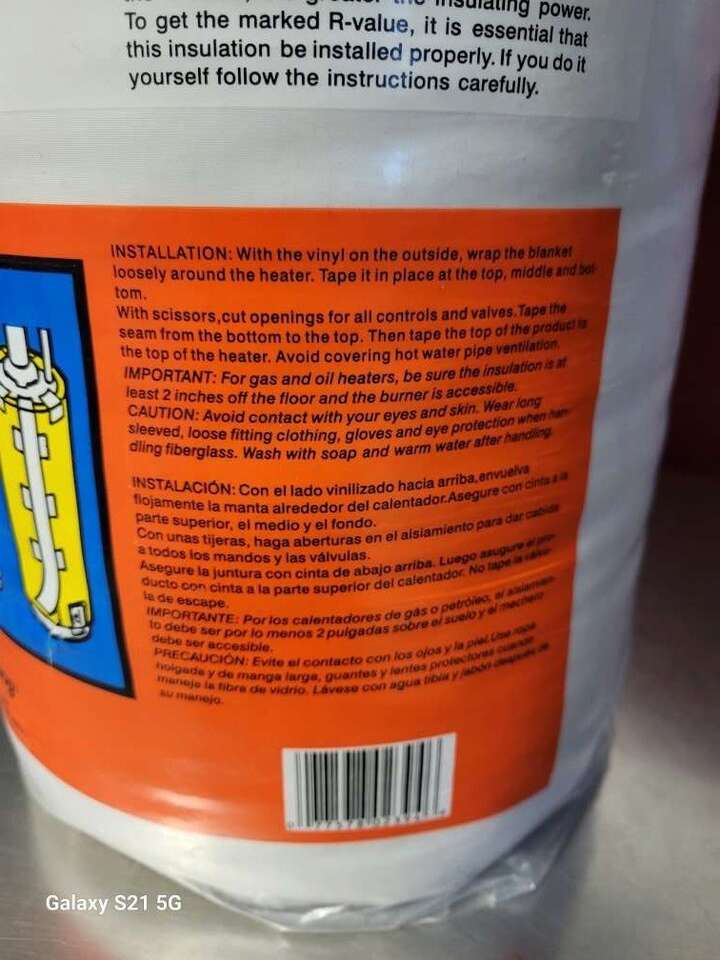 insulating power.
To get the marked R-value, it is essential that
this insulation be installed properly. If you do it
yourself follow the instructions carefully.
INSTALLATION: With the vinyl on the outside, wrap the blanket
loosely around the heater. Tape it in place at the top, middle and bot-
tom.
With scissors,cut openings for all controls and valves.Tape the
seam from the bottom to the top. Then tape the top of the product to
the top of the heater. Avoid covering hot water pipe ventilation.
IMPORTANT: For gas and oil heaters, be sure the insulation is at
least 2 inches off the floor and the burner is accessible.
CAUTION: Avoid contact with your eyes and skin. Wear long
sleeved, loose fitting clothing, gloves and eye protection when han-
dling fiberglass. Wash with soap and warm water after handling.
INSTALACIÓN: Con el lado vinilizado hacia arriba,envuelva
flojamente la manta alrededor del calentador.Asegure con cinta a la
parte superior, el medio y el fondo.
Con unas tijeras, haga aberturas en el aislamiento para dar cabida
a todos los mandos y las válvulas.
Asegure la juntura con cinta de abajo arriba. Luego asugure el pro-
ducto con cinta a la parte superior del calentador. No tape la válvu-
la de escape.
IMPORTANTE: Por los calentadores de gás o petróleo, el aislamien-
to debe ser por lo menos 2 pulgadas sobre el suelo y el mechero
debe ser accesible.
PRECAUCIÓN: Evite el contacto con los ojos y la piel.Use ropa
holgada y de manga larga, guantes y lentes protectores cuando
maneje la fibra de vidrio. Lávese con agua tibia y jabón después de
su manejo.
Galaxy S21 5G